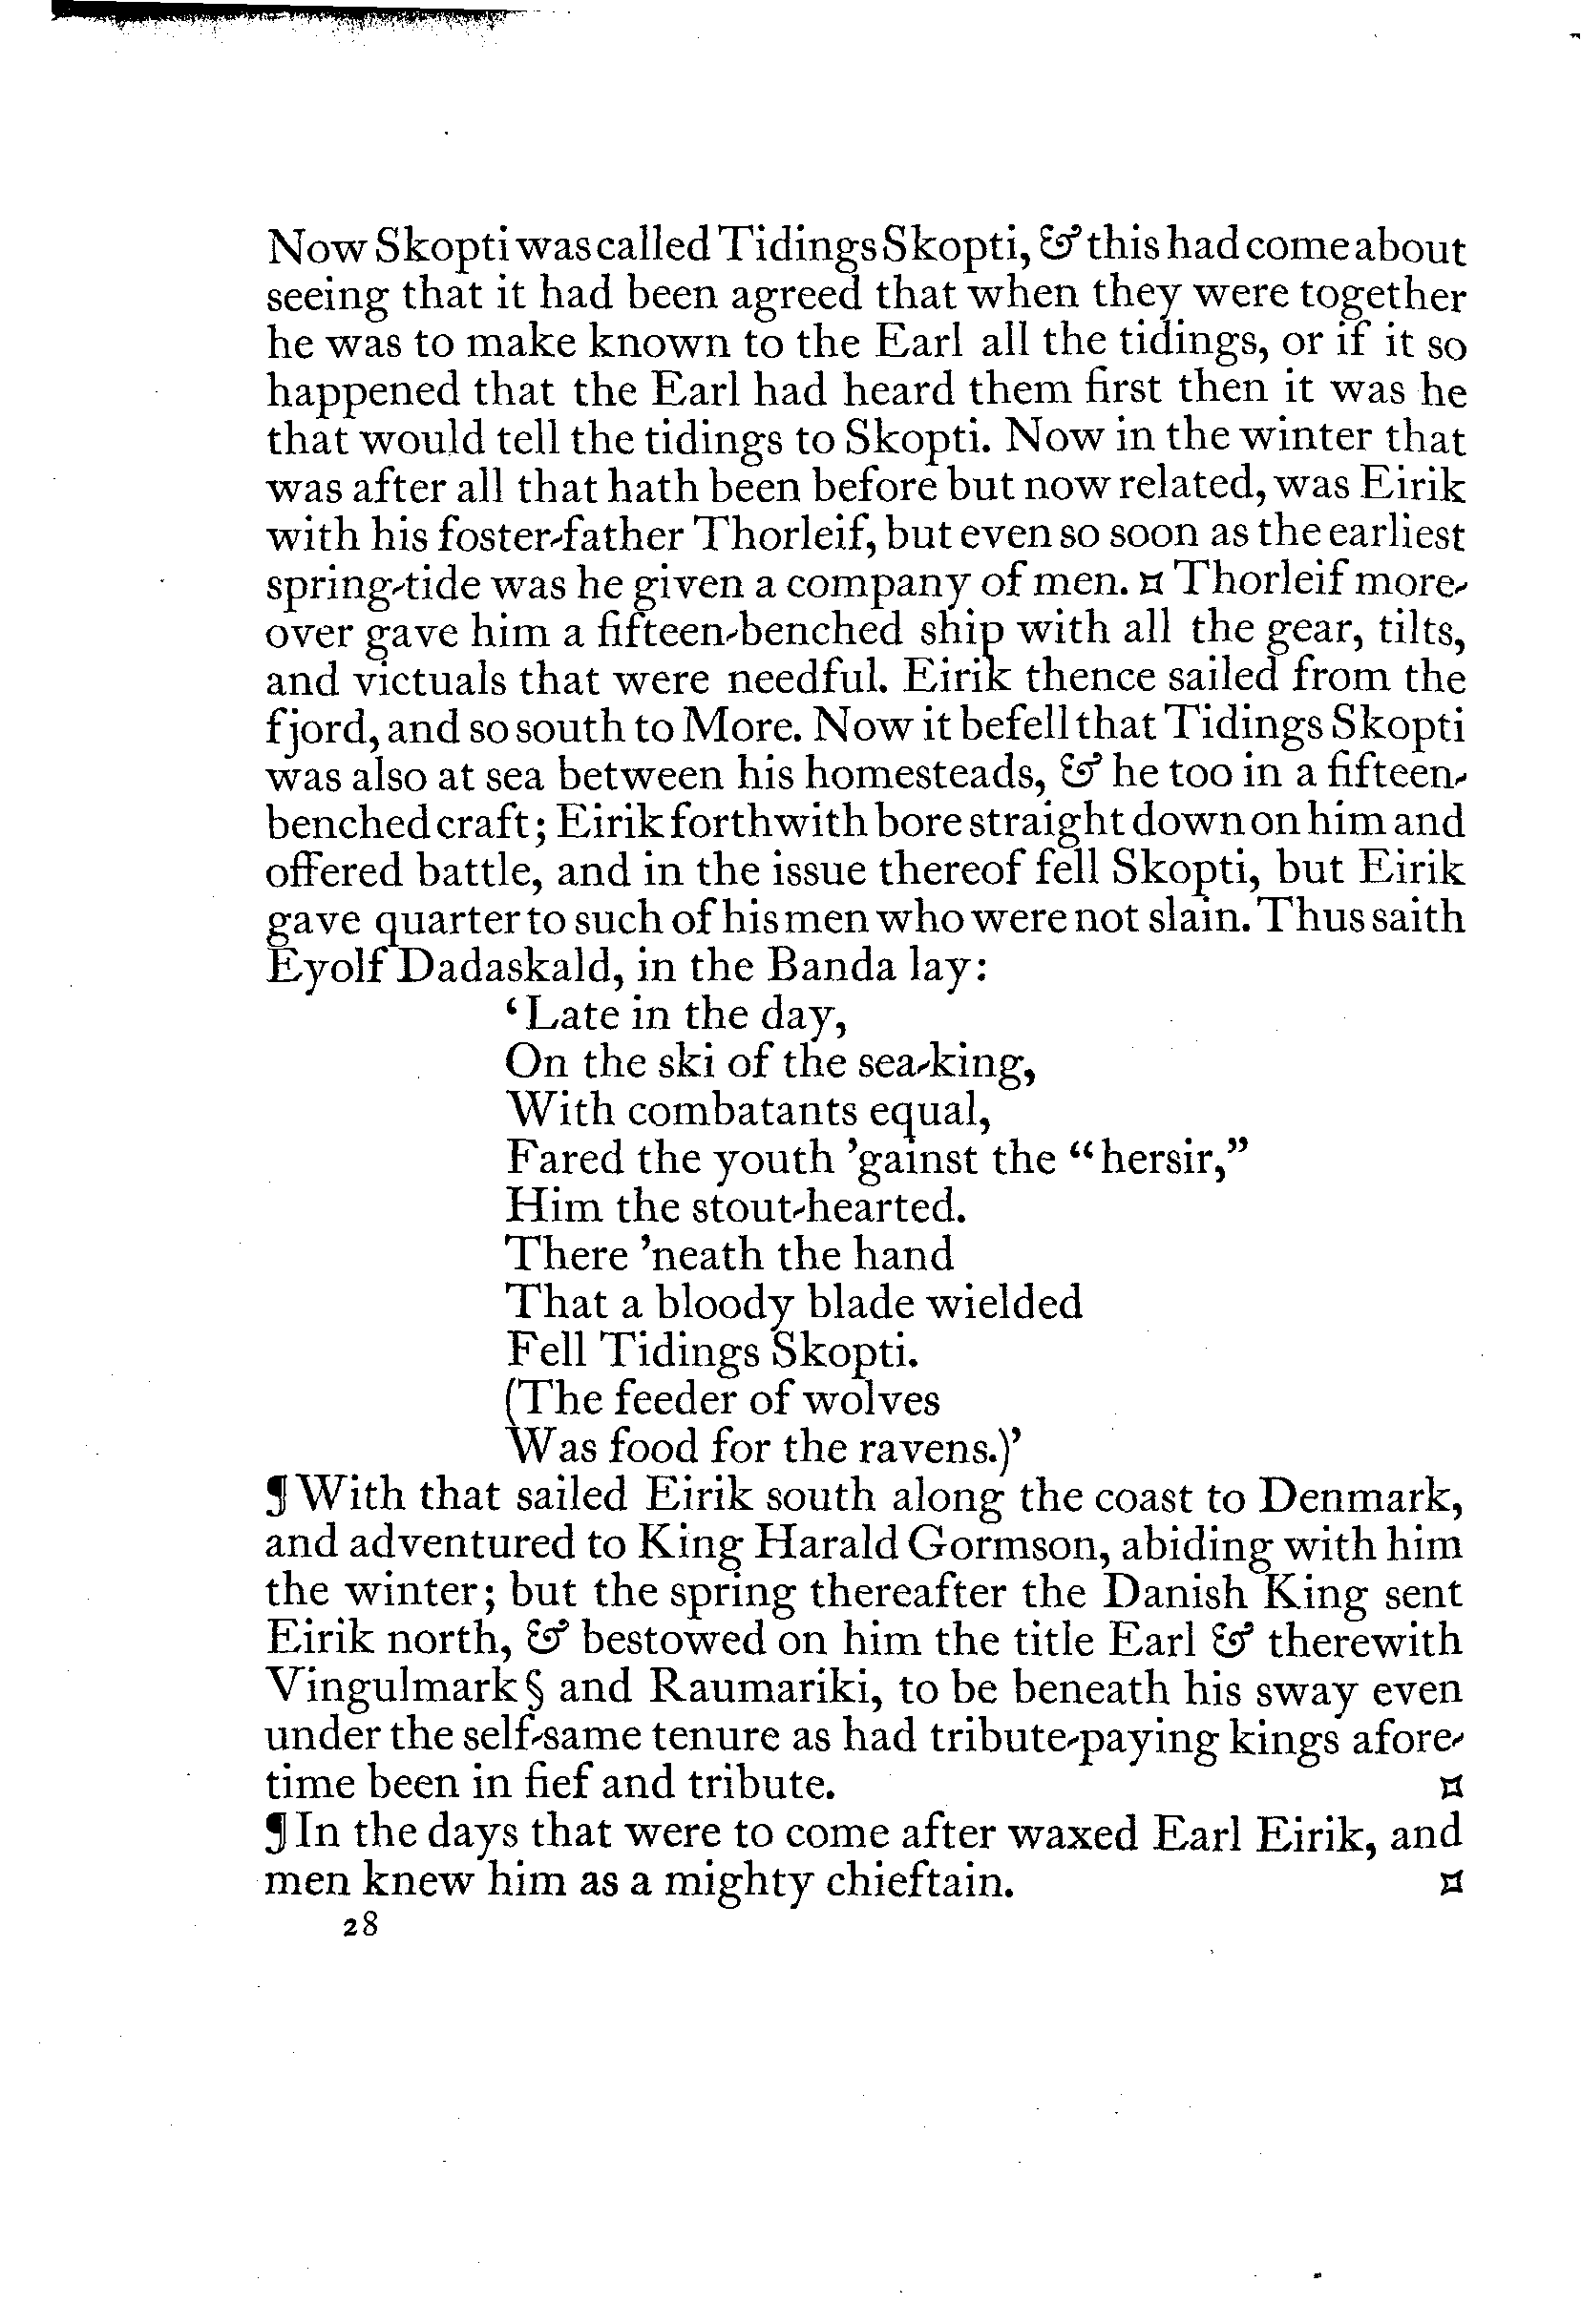 Now Skopti was called Tidings Skopti, & this had come about
seeing that it had been agreed that when they were together
he was to make known to the Earl all the tidings, or if it so
happened that the Earl had heard them first then it was he
that would tell the tidings to Skopti. Now in the winter that
was after all that hath been before but now related, was Eirik
with his foster-father Thorleif, but even so soon as the earliest
spring-tide was he given a company of men. ¤ Thorleif more-
over gave him a fifteen-benched ship with all the gear, tilts,
and victuals that were needful. Eirik thence sailed from the
fjord, and so south to More. Now it befell that Tidings Skopti
was also at sea between his homesteads, & he too in a fifteen-
benched craft; Eirik forthwith bore straight down on him and
offered battle, and in the issue thereof fell Skopti, but Eirik
gave quarter to such of his men who were not slain. Thus saith
Eyolf Dadaskald, in the Banda lay:
‘Late in the day,
On the ski of the sea-king,
With combatants equal,
Fared the youth ’gainst the “hersir,”
Him the stout-hearted.
There ’neath the hand
That a bloody blade wielded
Fell Tidings Skopti.
(The feeder of wolves
Was food for the ravens.)’
¶ With that sailed Eirik south along the coast to Denmark,
and adventured to King Harald Gormson, abiding with him
the winter; but the spring thereafter the Danish King sent
Eirik north, & bestowed on him the title Earl & therewith
Vingulmark § and Raumariki, to be beneath his sway even
under the self-same tenure as had tribute-paying kings afore-
time been in fief and tribute. ¤
¶ In the days that were to come after waxed Earl Eirik, and
men knew him as a mighty chieftain. ¤
28